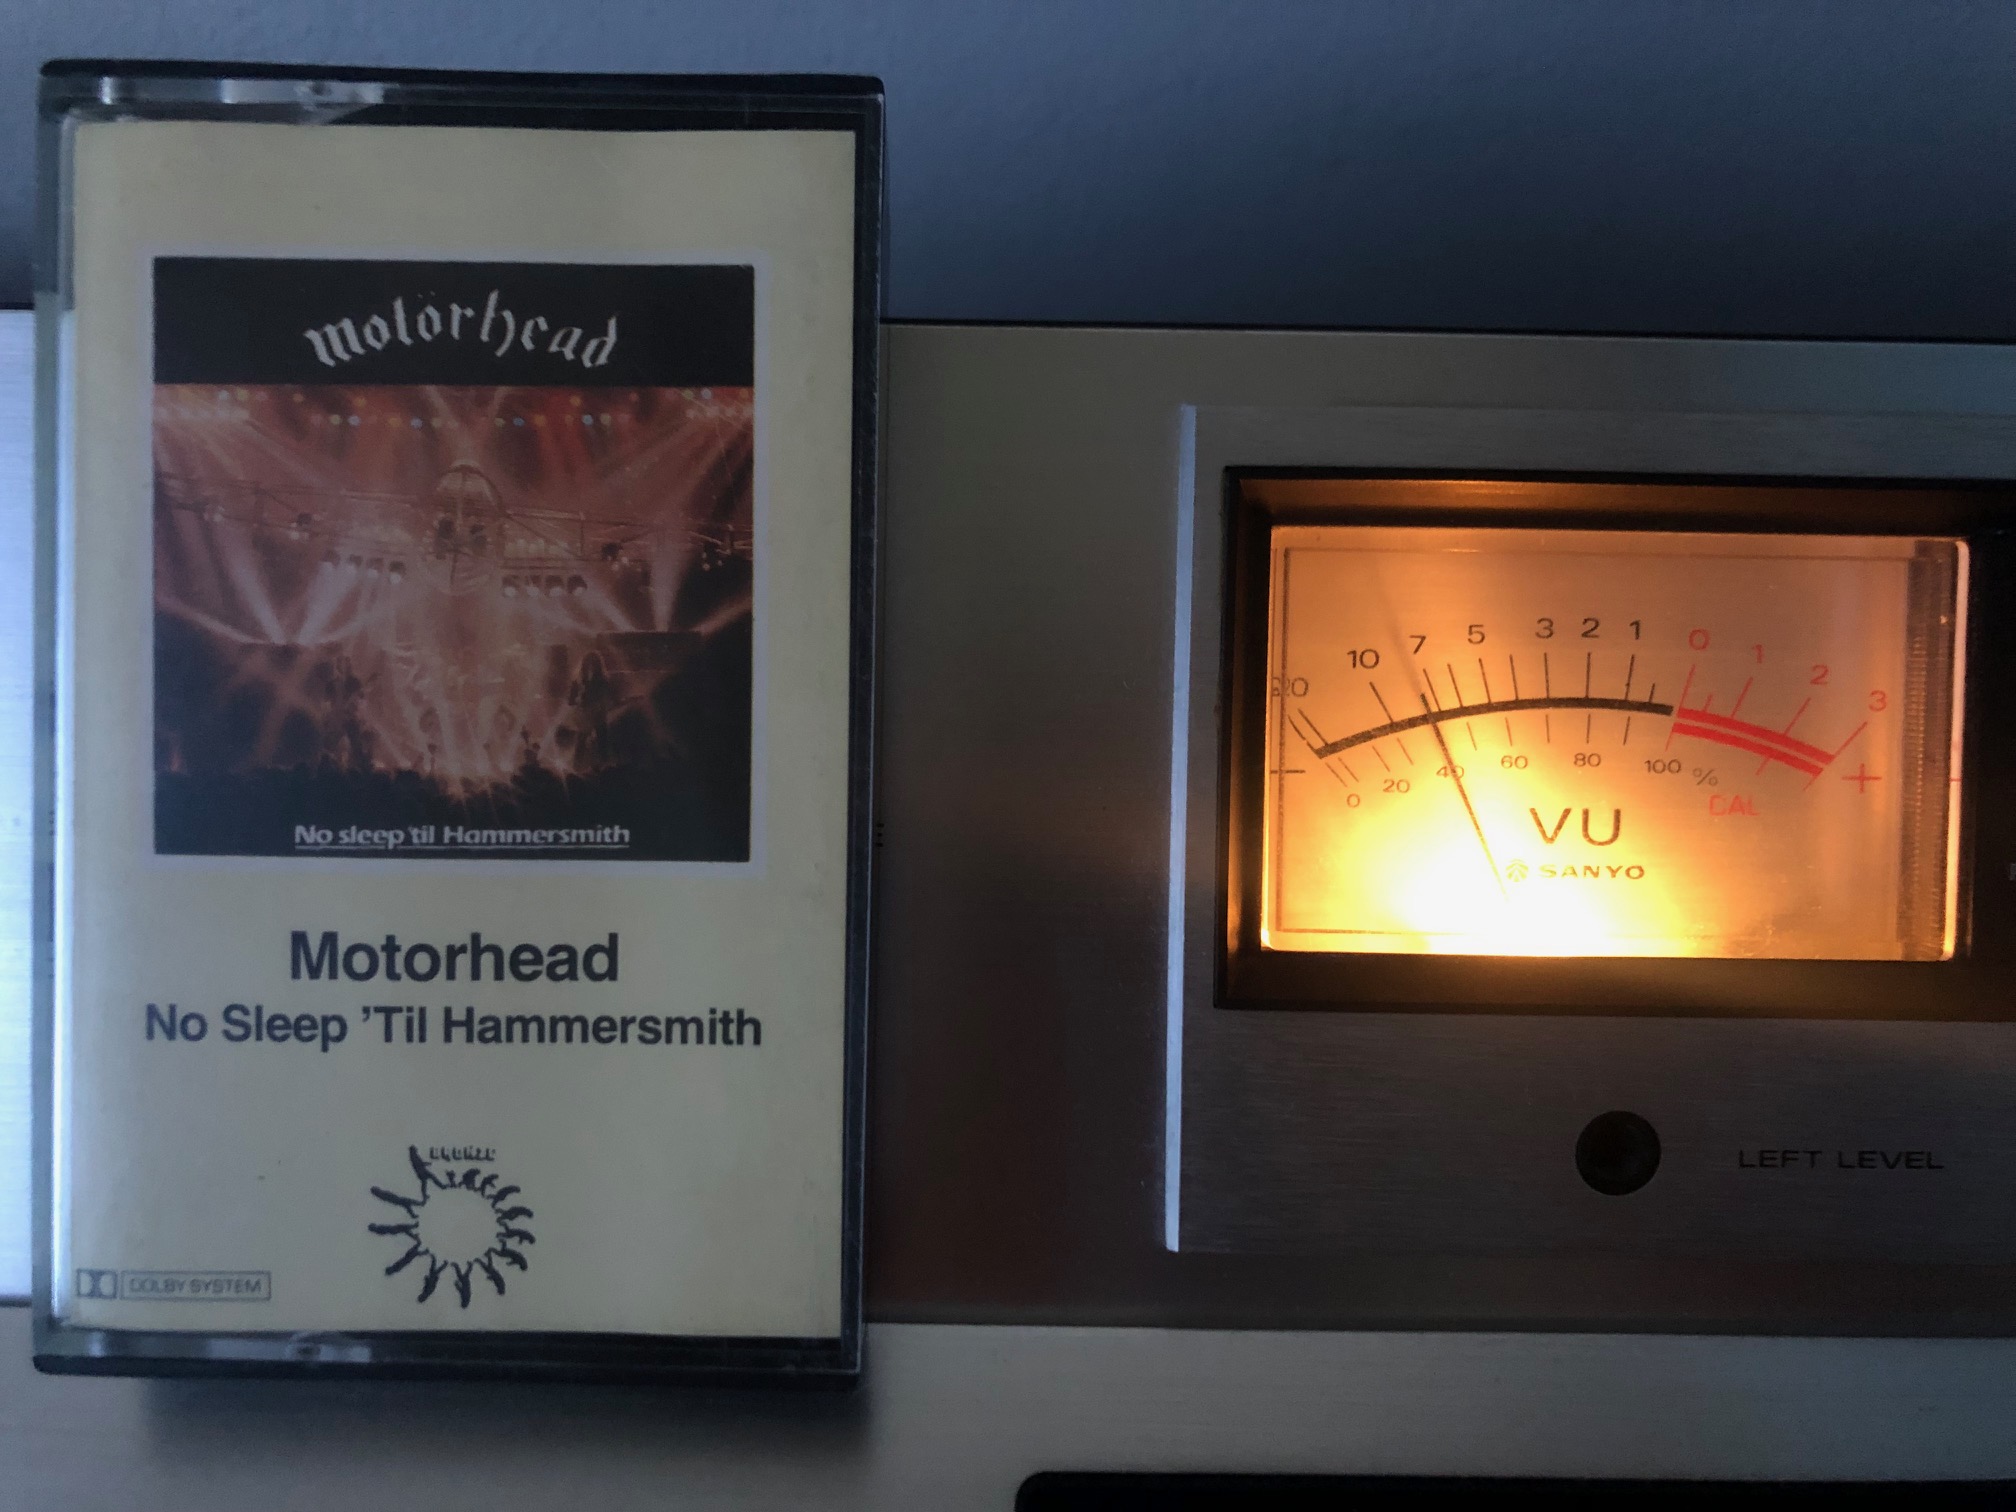 motörhead
No sleep 'til Hammersmith
Motorhead
No Sleep ’Til Hammersmith
BRONZE
DOLBY SYSTEM
20 10 7 5 3 2 1 0 1 2 3
− 0 20 40 60 80 100 % +
CAL
VU
SANYO
LEFT LEVEL